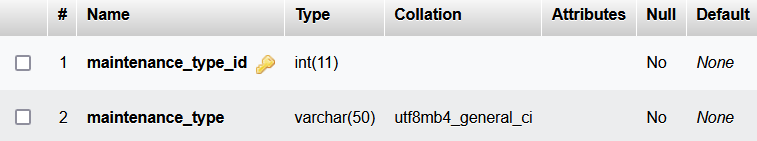 # Name Type Collation Attributes Null Default
1 maintenance_type_id int(11) No None
2 maintenance_type varchar(50) utf8mb4_general_ci No None